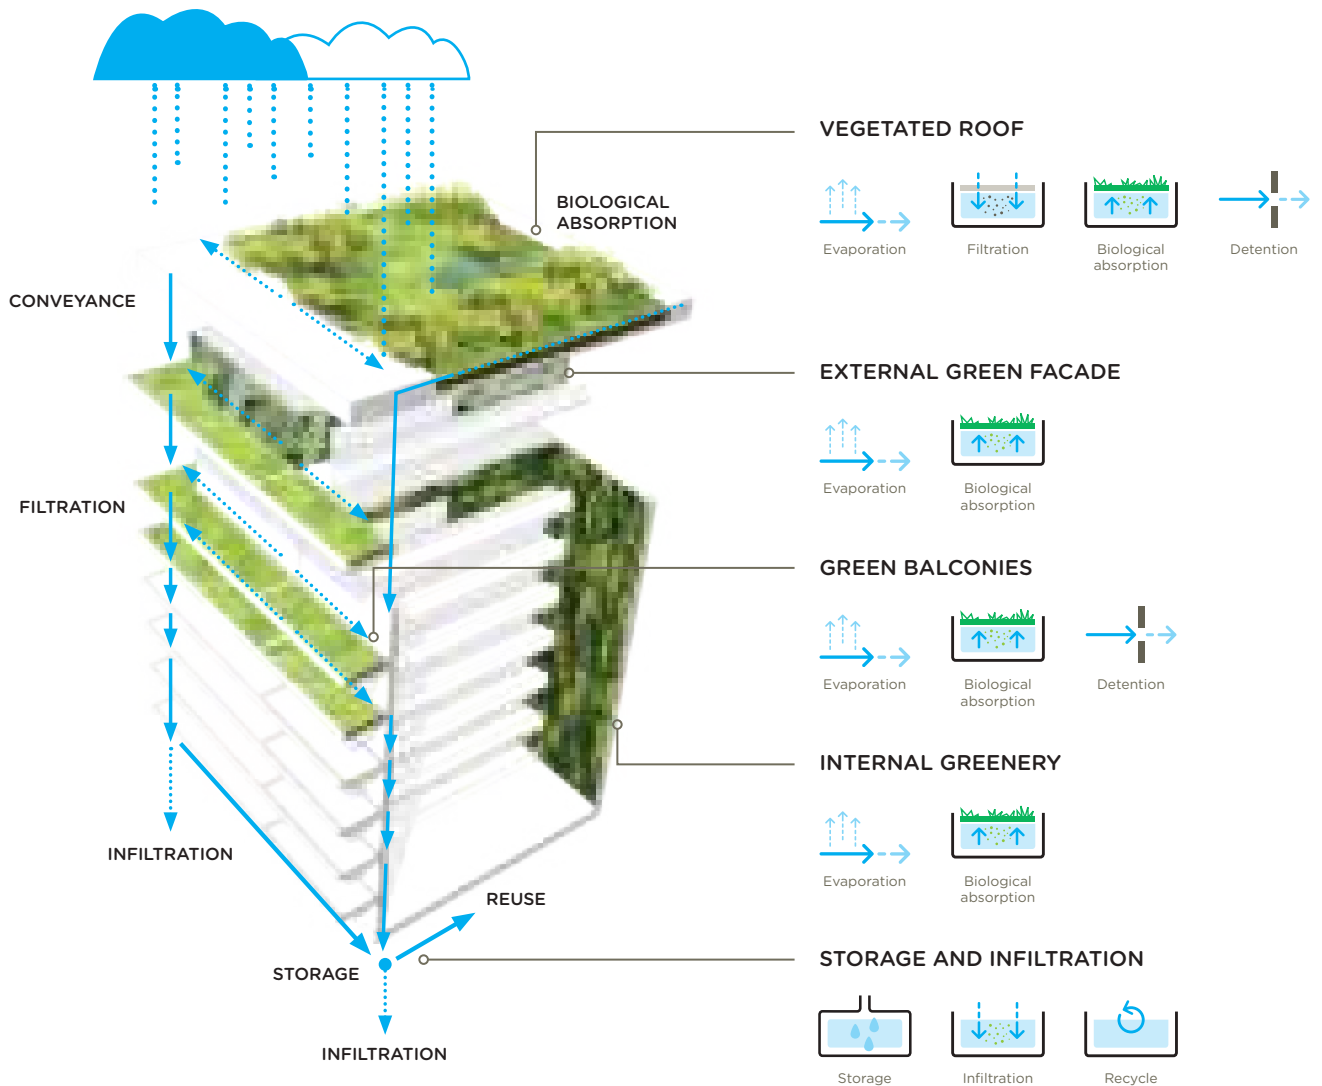 VEGETATED ROOF
BIOLOGICAL
ABSORPTION
Evaporation
Filtration
Biological
absorption
Detention
CONVEYANCE
EXTERNAL GREEN FACADE
Evaporation
Biological
absorption
FILTRATION
GREEN BALCONIES
Evaporation
Biological
absorption
Detention
INTERNAL GREENERY
Evaporation
Biological
absorption
INFILTRATION
REUSE
STORAGE
STORAGE AND INFILTRATION
INFILTRATION
Storage
Infiltration
Recycle